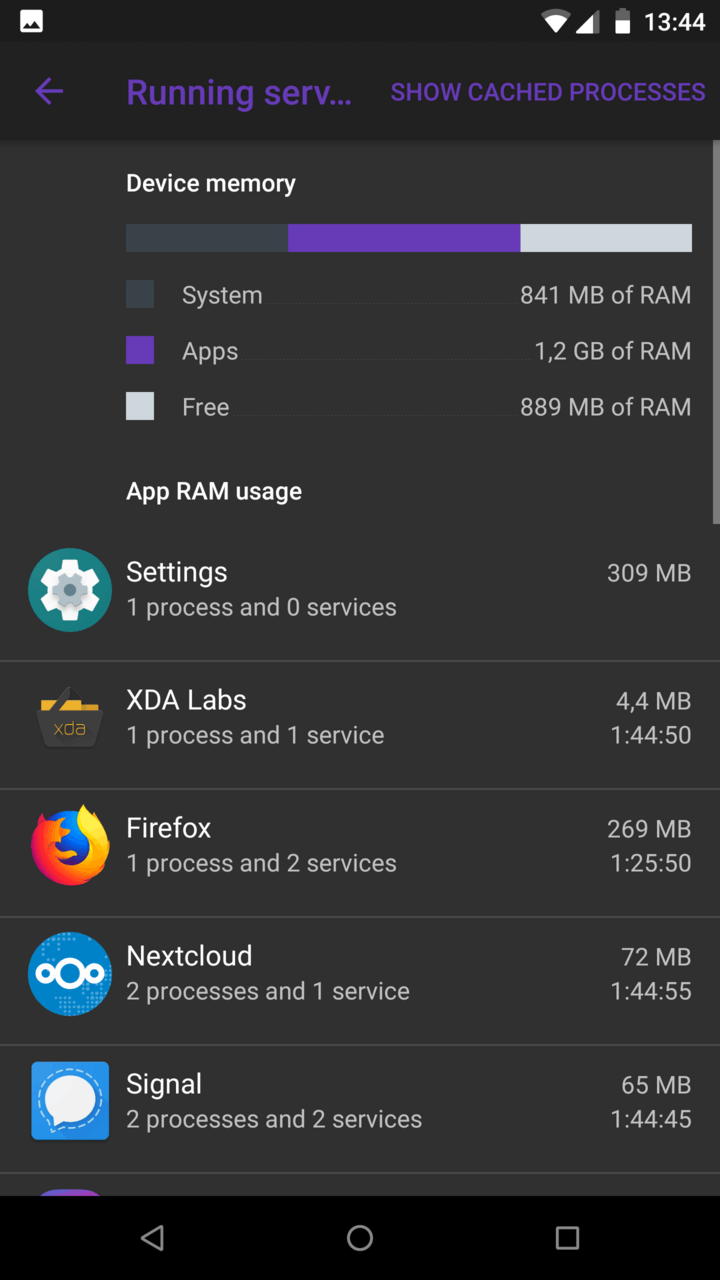 13:44
Running serv... SHOW CACHED PROCESSES
Device memory
System 841 MB of RAM
Apps 1,2 GB of RAM
Free 889 MB of RAM
App RAM usage
Settings 309 MB
1 process and 0 services
XDA Labs 4,4 MB
xda
1 process and 1 service 1:44:50
Firefox 269 MB
1 process and 2 services 1:25:50
Nextcloud 72 MB
2 processes and 1 service 1:44:55
Signal 65 MB
2 processes and 2 services 1:44:45